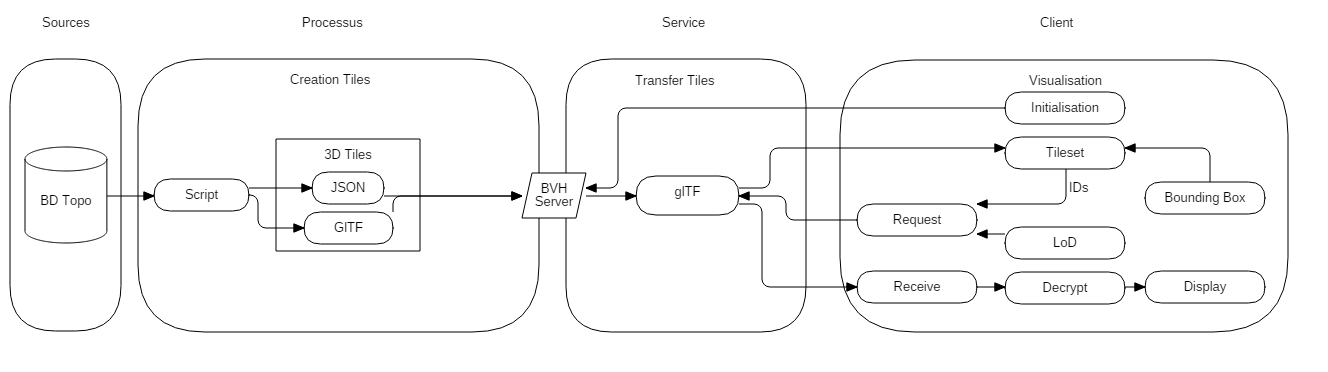 Sources
Processus
Service
Client
Creation Tiles
Transfer Tiles
Visualisation
Initialisation
3D Tiles
Tileset
JSON
BVH
Server
glTF
IDs
BD Topo
Script
Bounding Box
GlTF
Request
LoD
Receive
Decrypt
Display